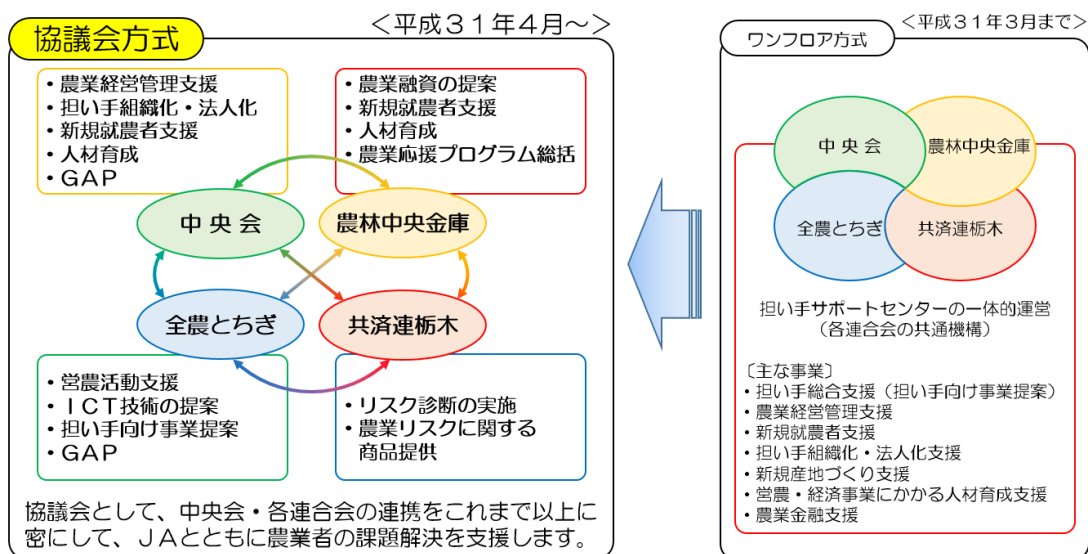 協議会方式
＜平成３１年４月～＞
・農業経営管理支援
・担い手組織化・法人化
・新規就農者支援
・人材育成
・ＧＡＰ
・農業融資の提案
・新規就農者支援
・人材育成
・農業応援プログラム総括
中 央 会
農林中央金庫
全農とちぎ
共済連栃木
・営農活動支援
・ＩＣＴ技術の提案
・担い手向け事業提案
・ＧＡＰ
・リスク診断の実施
・農業リスクに関する
商品提供
協議会として、中央会・各連合会の連携をこれまで以上に
密にして、ＪＡとともに農業者の課題解決を支援します。
＜平成３１年３月まで＞
ワンフロア方式
中 央 会
農林中央金庫
全農とちぎ
共済連栃木
担い手サポートセンターの一体的運営
（各連合会の共通機構）
〔主な事業〕
・担い手総合支援（担い手向け事業提案）
・農業経営管理支援
・新規就農者支援
・担い手組織化・法人化支援
・新規産地づくり支援
・営農・経済事業にかかる人材育成支援
・農業金融支援